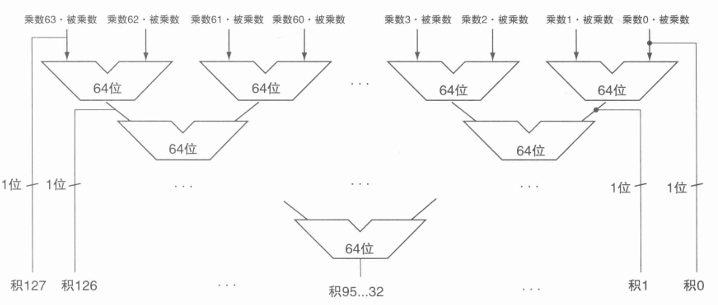 乘数63·被乘数 乘数62·被乘数 乘数61·被乘数 乘数60·被乘数 乘数3·被乘数 乘数2·被乘数 乘数1·被乘数 乘数0·被乘数
64位 64位 ... 64位 64位
64位 64位
1位 1位 ... ... ... 1位 1位
64位
积127 积126 ... 积95...32 ... 积1 积0